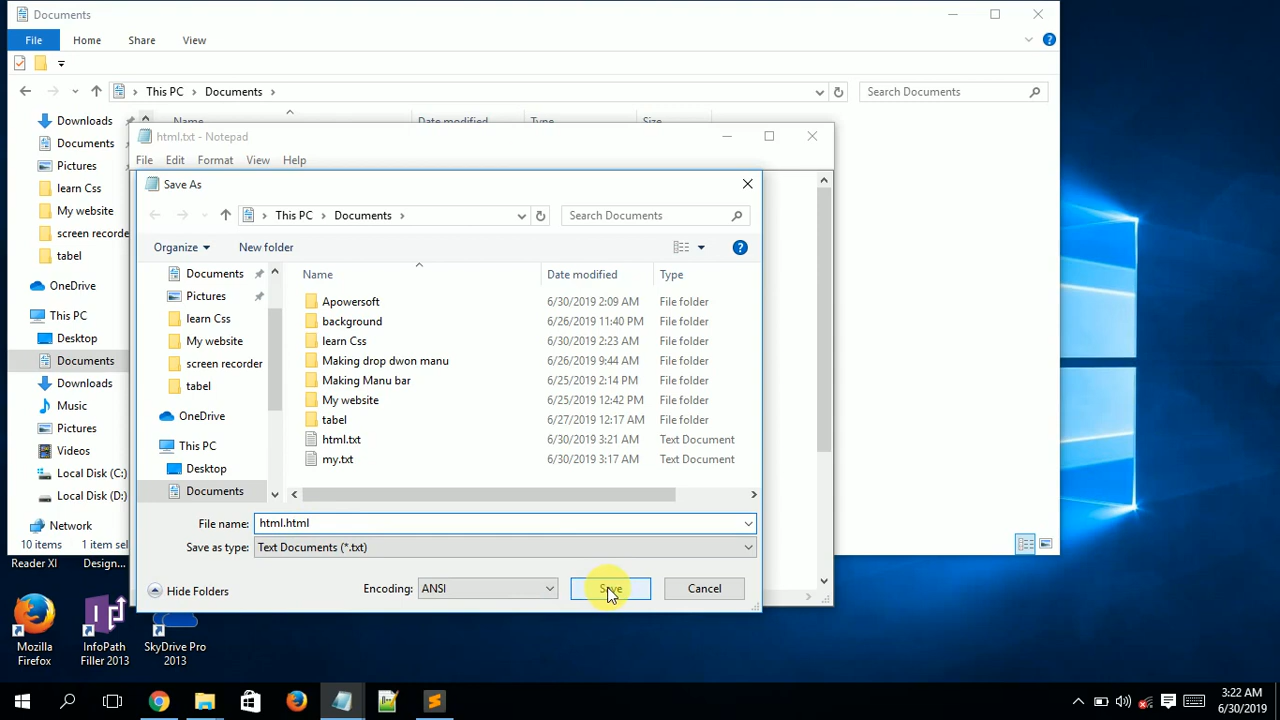 Documents
File Home Share View
This PC Documents
Search Documents
Name Date modified Type Size
Downloads
Documents
Pictures
learn Css
My website
screen recorde
tabel
OneDrive
This PC
Desktop
Documents
Downloads
Music
Pictures
Videos
Local Disk (C:)
Local Disk (D:)
Network
10 items 1 item sel
html.txt - Notepad
File Edit Format View Help
Save As
This PC Documents
Search Documents
Organize New folder
Documents
Pictures
learn Css
My website
screen recorder
tabel
OneDrive
This PC
Desktop
Documents
Name Date modified Type
Apowersoft 6/30/2019 2:09 AM File folder
background 6/26/2019 11:40 PM File folder
learn Css 6/30/2019 2:23 AM File folder
Making drop dwon manu 6/26/2019 9:44 AM File folder
Making Manu bar 6/25/2019 2:14 PM File folder
My website 6/25/2019 12:42 PM File folder
tabel 6/27/2019 12:17 AM File folder
html.txt 6/30/2019 3:21 AM Text Document
my.txt 6/30/2019 3:17 AM Text Document
File name: html.html
Save as type: Text Documents (*.txt)
Hide Folders Encoding: ANSI Save Cancel
Reader XI
Design...
Mozilla
Firefox
InfoPath
Filler 2013
SkyDrive Pro
2013
3:22 AM
6/30/2019